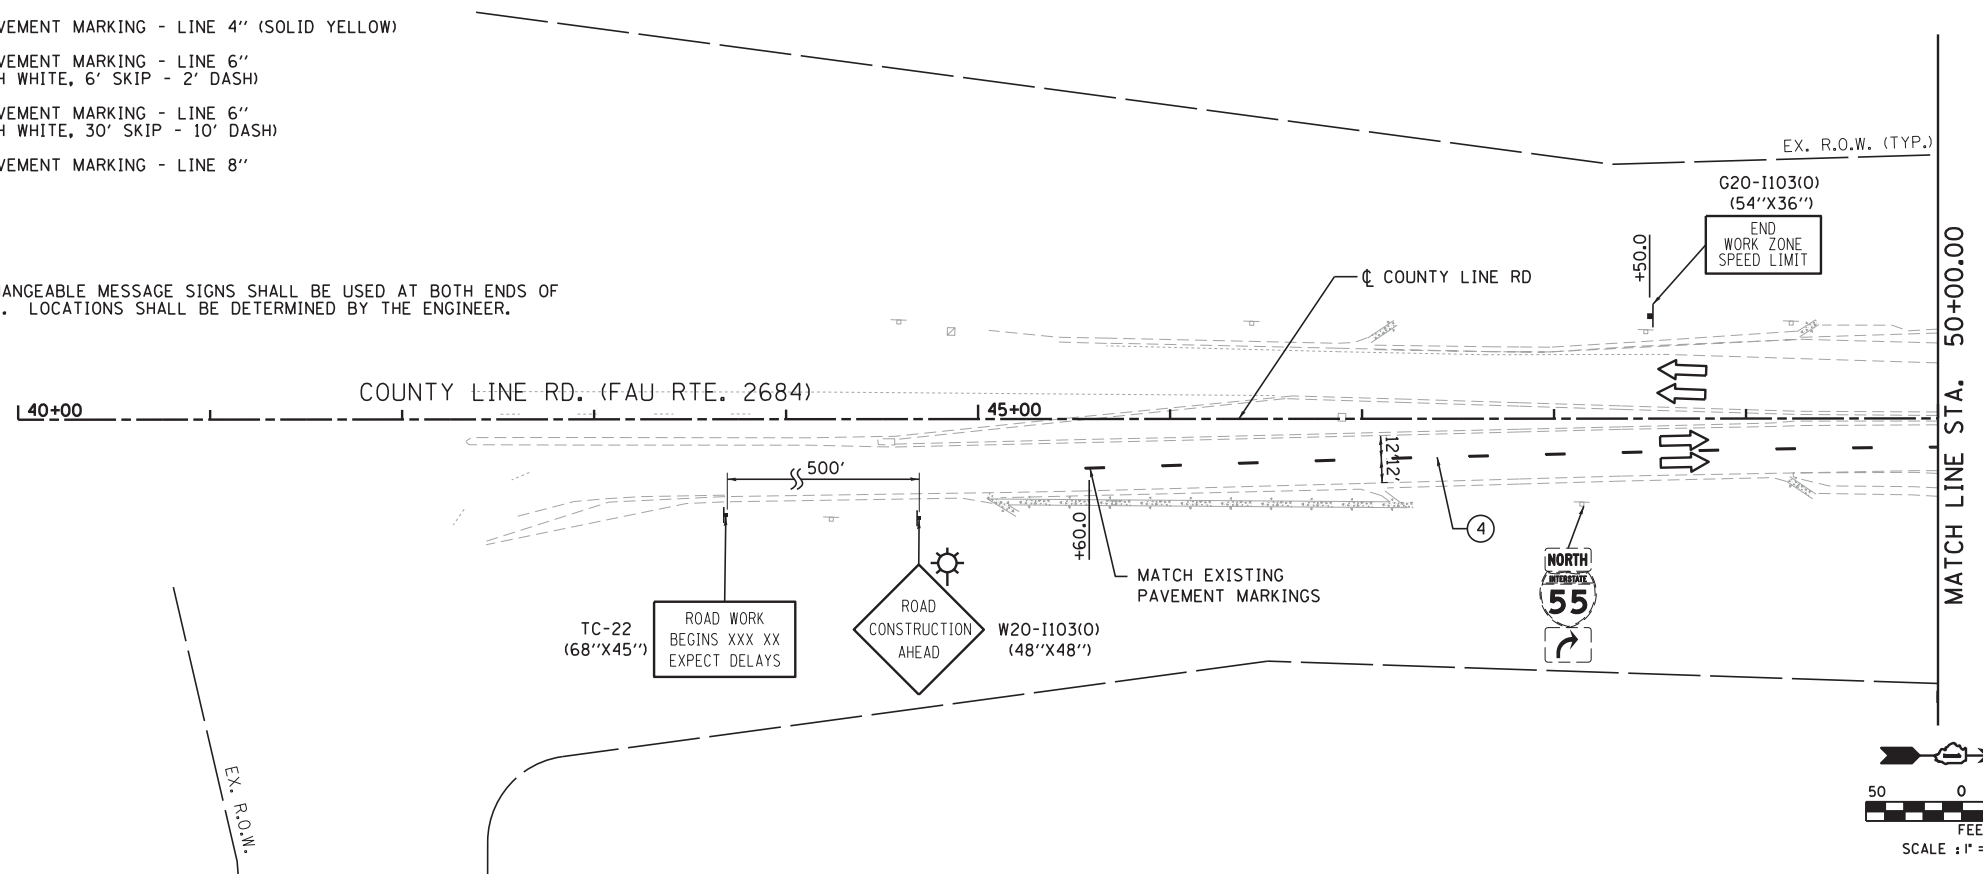 VEMENT MARKING - LINE 4'' (SOLID YELLOW)
VEMENT MARKING - LINE 6''
H WHITE, 6' SKIP - 2' DASH)
VEMENT MARKING - LINE 6''
H WHITE, 30' SKIP - 10' DASH)
VEMENT MARKING - LINE 8''
ANGEABLE MESSAGE SIGNS SHALL BE USED AT BOTH ENDS OF
. LOCATIONS SHALL BE DETERMINED BY THE ENGINEER.
EX. R.O.W. (TYP.)
G20-I103(O)
(54''X36'')
END
WORK ZONE
SPEED LIMIT
+50.0
℄ COUNTY LINE RD
MATCH LINE STA. 50+00.00
COUNTY LINE RD. (FAU RTE. 2684)
40+00
45+00
500'
12'
12'
+60.0
4
MATCH EXISTING
PAVEMENT MARKINGS
NORTH
INTERSTATE
55
TC-22
(68''X45'')
ROAD WORK
BEGINS XXX XX
EXPECT DELAYS
ROAD
CONSTRUCTION
AHEAD
W20-I103(O)
(48''X48'')
EX. R.O.W.
50 0
FEE
SCALE : 1" =